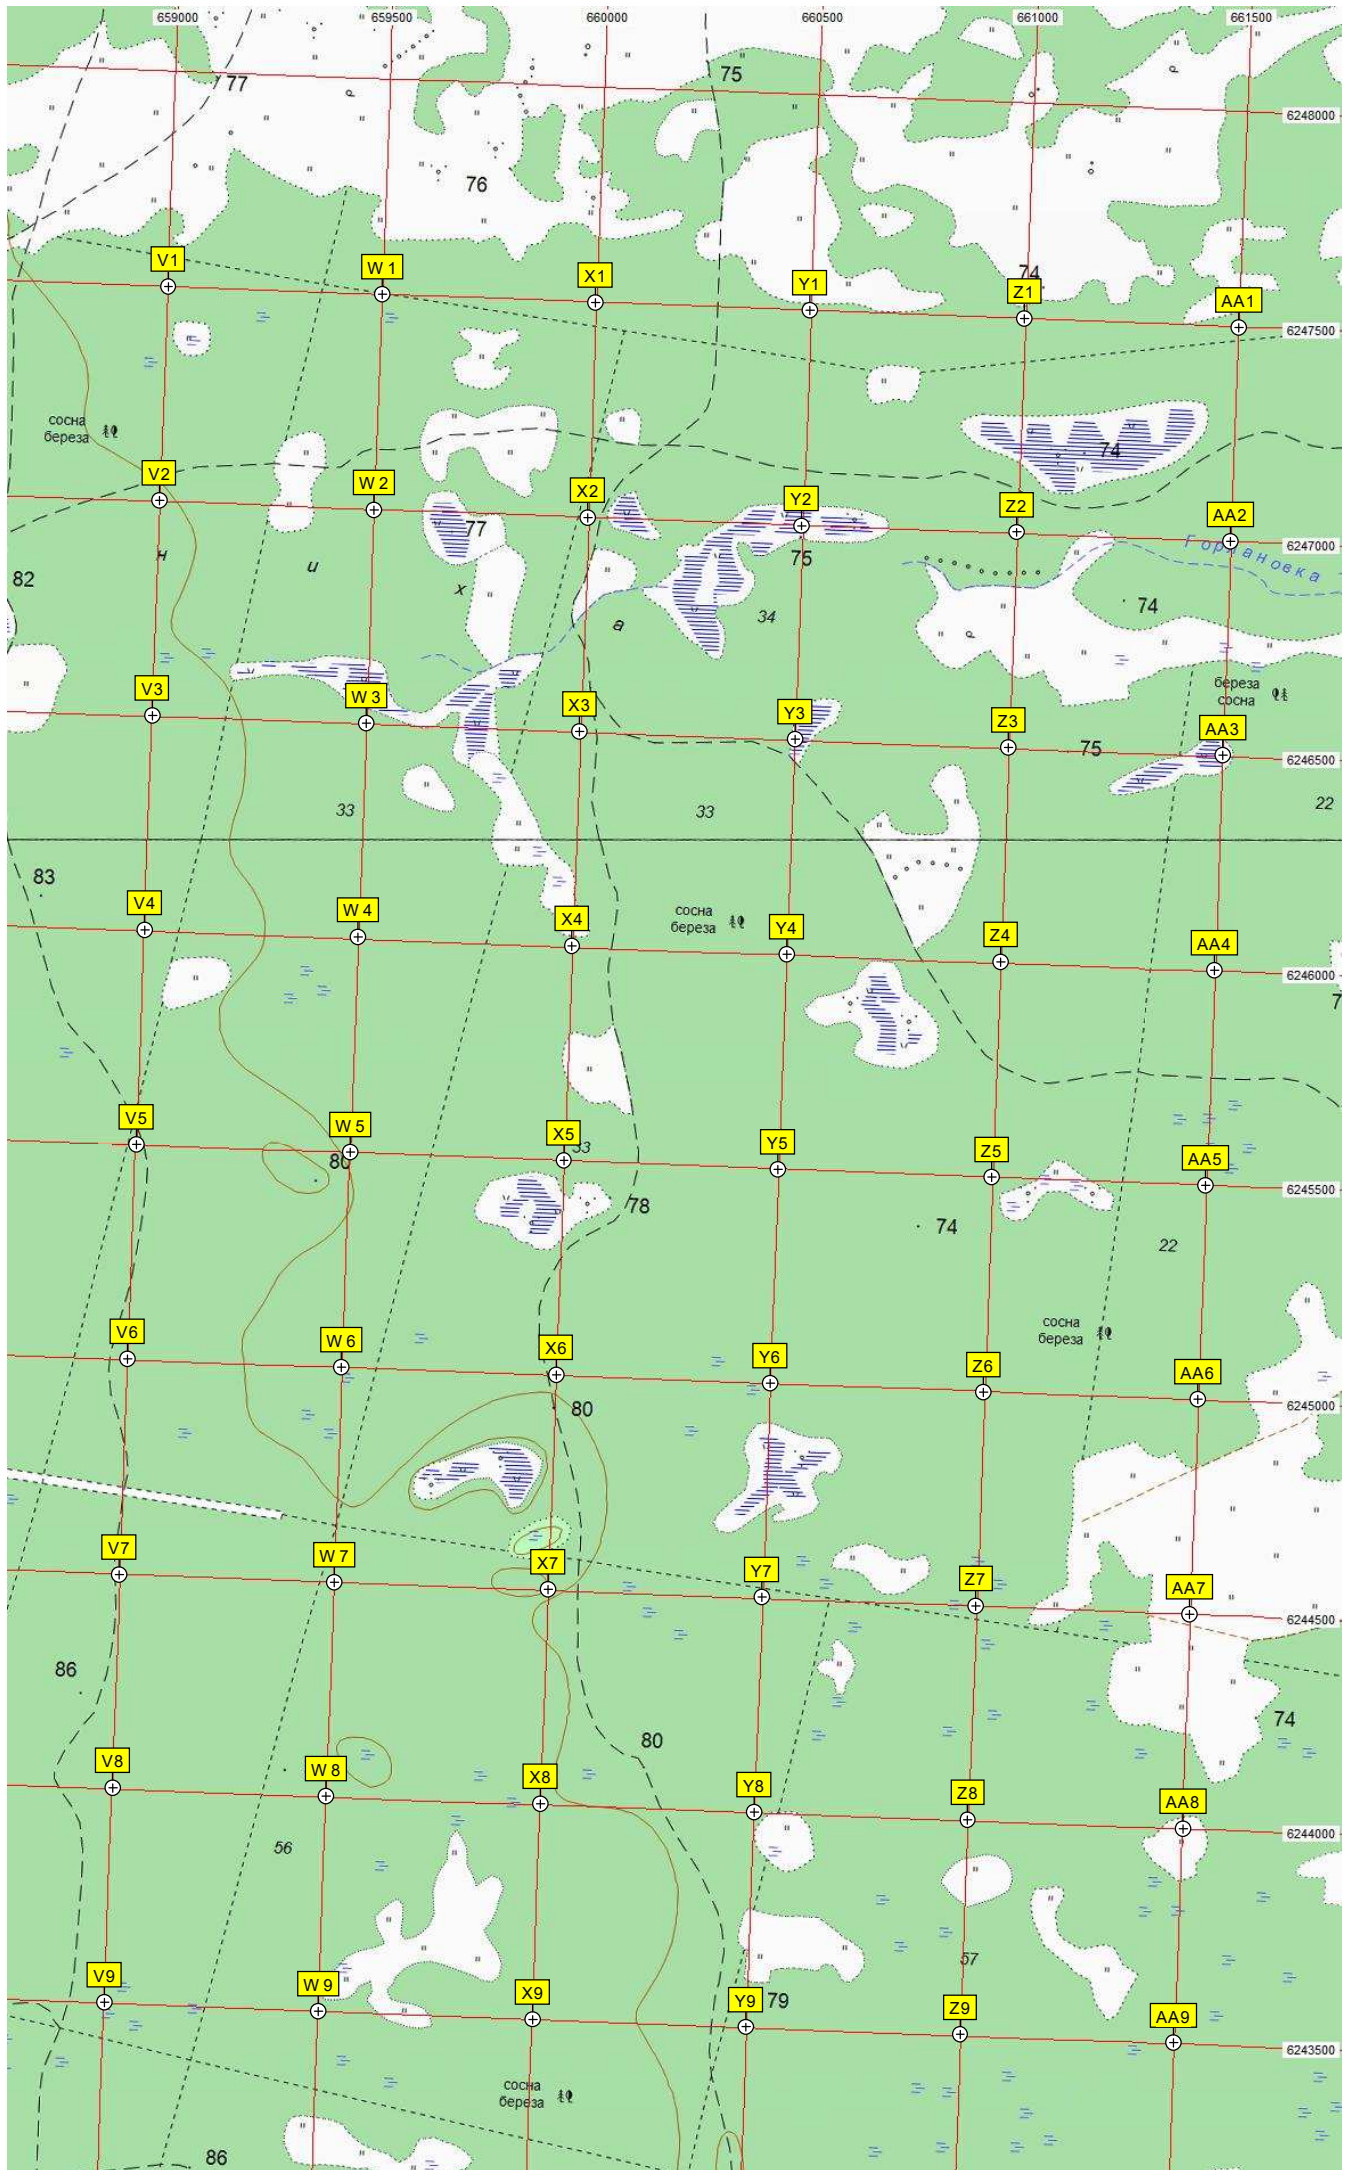 659000 659500 660000 660500 661000 661500
77 75
6248000
76
V1 W 1 X1 Y1 74
Z1 AA1
6247500
сосна
береза
74
V2 W 2 X2 Y2 Z2 AA2
77 75
6247000
Горлановка
н и х а
82 34 74
береза
сосна
V3 W 3 X3 Y3 Z3 AA3
75
6246500
33 33 22
83
сосна
береза
V4 W 4 X4 Y4 Z4 AA4
6246000
7
V5 W 5 X5 Y5 Z5 AA5
80 33
6245500
78 74 22
сосна
береза
V6 W 6 X6 Y6 Z6 AA6
80
6245000
V7 W 7 X7 Y7 Z7 AA7
6244500
86 80 74
V8 W 8 X8 Y8 Z8 AA8
6244000
56
57
V9 W 9 X9 Y9 79 Z9 AA9
6243500
сосна
береза
86